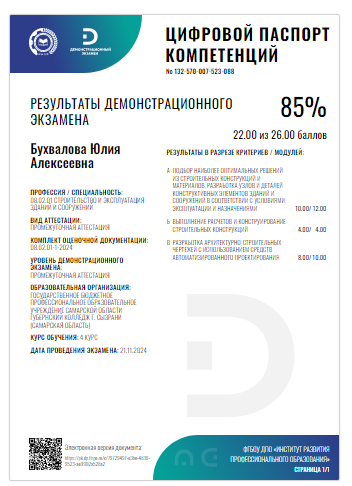 ДЕМОНСТРАЦИОННЫЙ
ЭКЗАМЕН
ЦИФРОВОЙ ПАСПОРТ
КОМПЕТЕНЦИЙ
№ 132-570-007-523-088
РЕЗУЛЬТАТЫ ДЕМОНСТРАЦИОННОГО
ЭКЗАМЕНА
85%
22.00 из 26.00 баллов
Бухвалова Юлия
Алексеевна
ПРОФЕССИЯ / СПЕЦИАЛЬНОСТЬ:
08.02.01 СТРОИТЕЛЬСТВО И ЭКСПЛУАТАЦИЯ
ЗДАНИЙ И СООРУЖЕНИЙ
ВИД АТТЕСТАЦИИ:
ПРОМЕЖУТОЧНАЯ АТТЕСТАЦИЯ
КОМПЛЕКТ ОЦЕНОЧНОЙ ДОКУМЕНТАЦИИ:
08.02.01-1-2024
УРОВЕНЬ ДЕМОНСТРАЦИОННОГО
ЭКЗАМЕНА:
ПРОМЕЖУТОЧНАЯ АТТЕСТАЦИЯ
ОБРАЗОВАТЕЛЬНАЯ ОРГАНИЗАЦИЯ:
ГОСУДАРСТВЕННОЕ БЮДЖЕТНОЕ
ПРОФЕССИОНАЛЬНОЕ ОБРАЗОВАТЕЛЬНОЕ
УЧРЕЖДЕНИЕ САМАРСКОЙ ОБЛАСТИ
ГУБЕРНСКИЙ КОЛЛЕДЖ Г. СЫЗРАНИ
(САМАРСКАЯ ОБЛАСТЬ)
КУРС ОБУЧЕНИЯ: 4 КУРС
ДАТА ПРОВЕДЕНИЯ ЭКЗАМЕНА: 21.11.2024
РЕЗУЛЬТАТЫ В РАЗРЕЗЕ КРИТЕРИЕВ / МОДУЛЕЙ:
А ПОДБОР НАИБОЛЕЕ ОПТИМАЛЬНЫХ РЕШЕНИЙ
ИЗ СТРОИТЕЛЬНЫХ КОНСТРУКЦИЙ И
МАТЕРИАЛОВ, РАЗРАБОТКА УЗЛОВ И ДЕТАЛЕЙ
КОНСТРУКТИВНЫХ ЭЛЕМЕНТОВ ЗДАНИЙ И
СООРУЖЕНИЙ В СООТВЕТСТВИИ С УСЛОВИЯМИ
ЭКСПЛУАТАЦИИ И НАЗНАЧЕНИЯМИ 10.00/ 12.00
Б ВЫПОЛНЕНИЕ РАСЧЕТОВ И КОНСТРУИРОВАНИЕ
СТРОИТЕЛЬНЫХ КОНСТРУКЦИЙ 4.00/ 4.00
В РАЗРАБОТКА АРХИТЕКТУРНО СТРОИТЕЛЬНЫХ
ЧЕРТЕЖЕЙ С ИСПОЛЬЗОВАНИЕМ СРЕДСТВ
АВТОМАТИЗИРОВАННОГО ПРОЕКТИРОВАНИЯ 8.00/ 10.00
Электронная версия документа:
ФГБОУ ДПО «ИНСТИТУТ РАЗВИТИЯ
ПРОФЕССИОНАЛЬНОГО ОБРАЗОВАНИЯ»
СТРАНИЦА 1/1